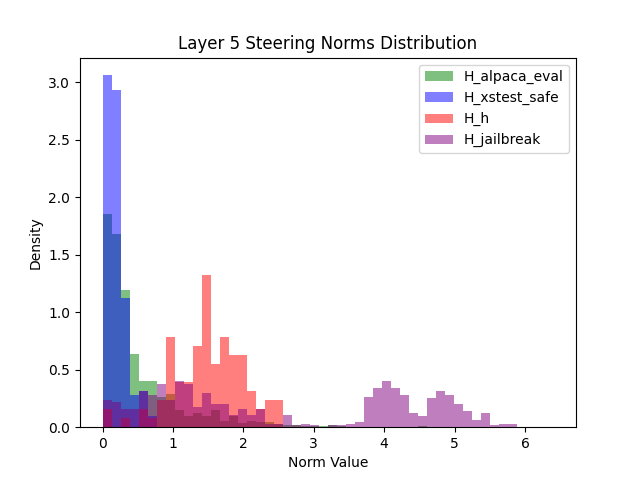 Layer 5 Steering Norms Distribution
H_alpaca_eval
H_xstest_safe
H_h
H_jailbreak
Density
3.0
2.5
2.0
1.5
1.0
0.5
0.0
0 1 2 3 4 5 6
Norm Value